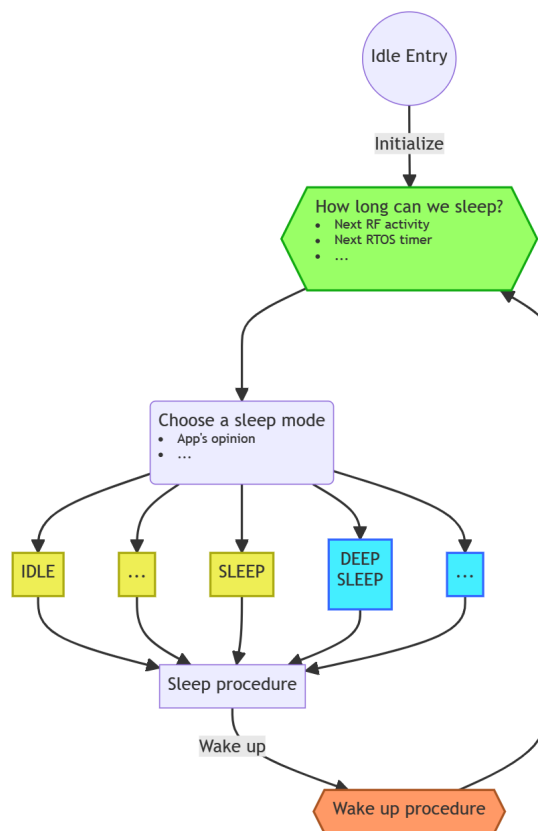 Idle Entry
Initialize
How long can we sleep?
• Next RF activity
• Next RTOS timer
• ...
Choose a sleep mode
• App's opinion
• ...
IDLE
...
SLEEP
DEEP
SLEEP
...
Sleep procedure
Wake up
Wake up procedure